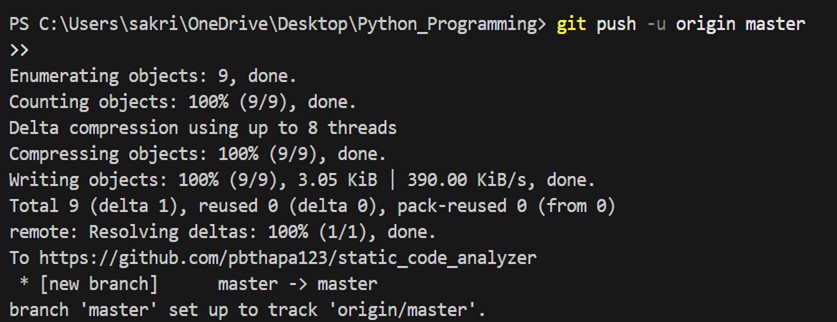 PS C:\Users\sakri\OneDrive\Desktop\Python_Programming> git push -u origin master
>>
Enumerating objects: 9, done.
Counting objects: 100% (9/9), done.
Delta compression using up to 8 threads
Compressing objects: 100% (9/9), done.
Writing objects: 100% (9/9), 3.05 KiB | 390.00 KiB/s, done.
Total 9 (delta 1), reused 0 (delta 0), pack-reused 0 (from 0)
remote: Resolving deltas: 100% (1/1), done.
To https://github.com/pbthapa123/static_code_analyzer
 * [new branch]      master -> master
branch 'master' set up to track 'origin/master'.